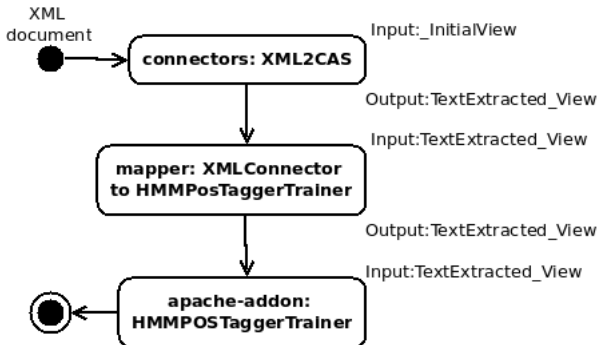 XML
document
Input:_InitialView
connectors: XML2CAS
Output:TextExtracted_View
Input:TextExtracted_View
mapper: XMLConnector
to HMMPosTaggerTrainer
Output:TextExtracted_View
Input:TextExtracted_View
apache-addon:
HMMPOSTaggerTrainer